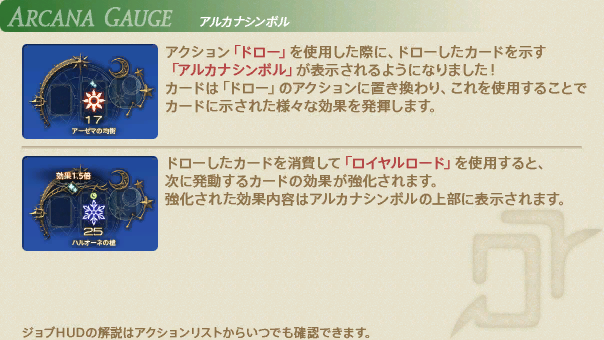 ARCANA GAUGE アルカナシンボル
アクション「ドロー」を使用した際に、ドローしたカードを示す
「アルカナシンボル」が表示されるようになりました！
カードは「ドロー」のアクションに置き換わり、これを使用することで
カードに示された様々な効果を発揮します。
17
アーゼマの均衡
ドローしたカードを消費して「ロイヤルロード」を使用すると、
次に発動するカードの効果が強化されます。
強化された効果内容はアルカナシンボルの上部に表示されます。
効果1.5倍
25
ハルオーネの槍
ジョブHUDの解説はアクションリストからいつでも確認できます。